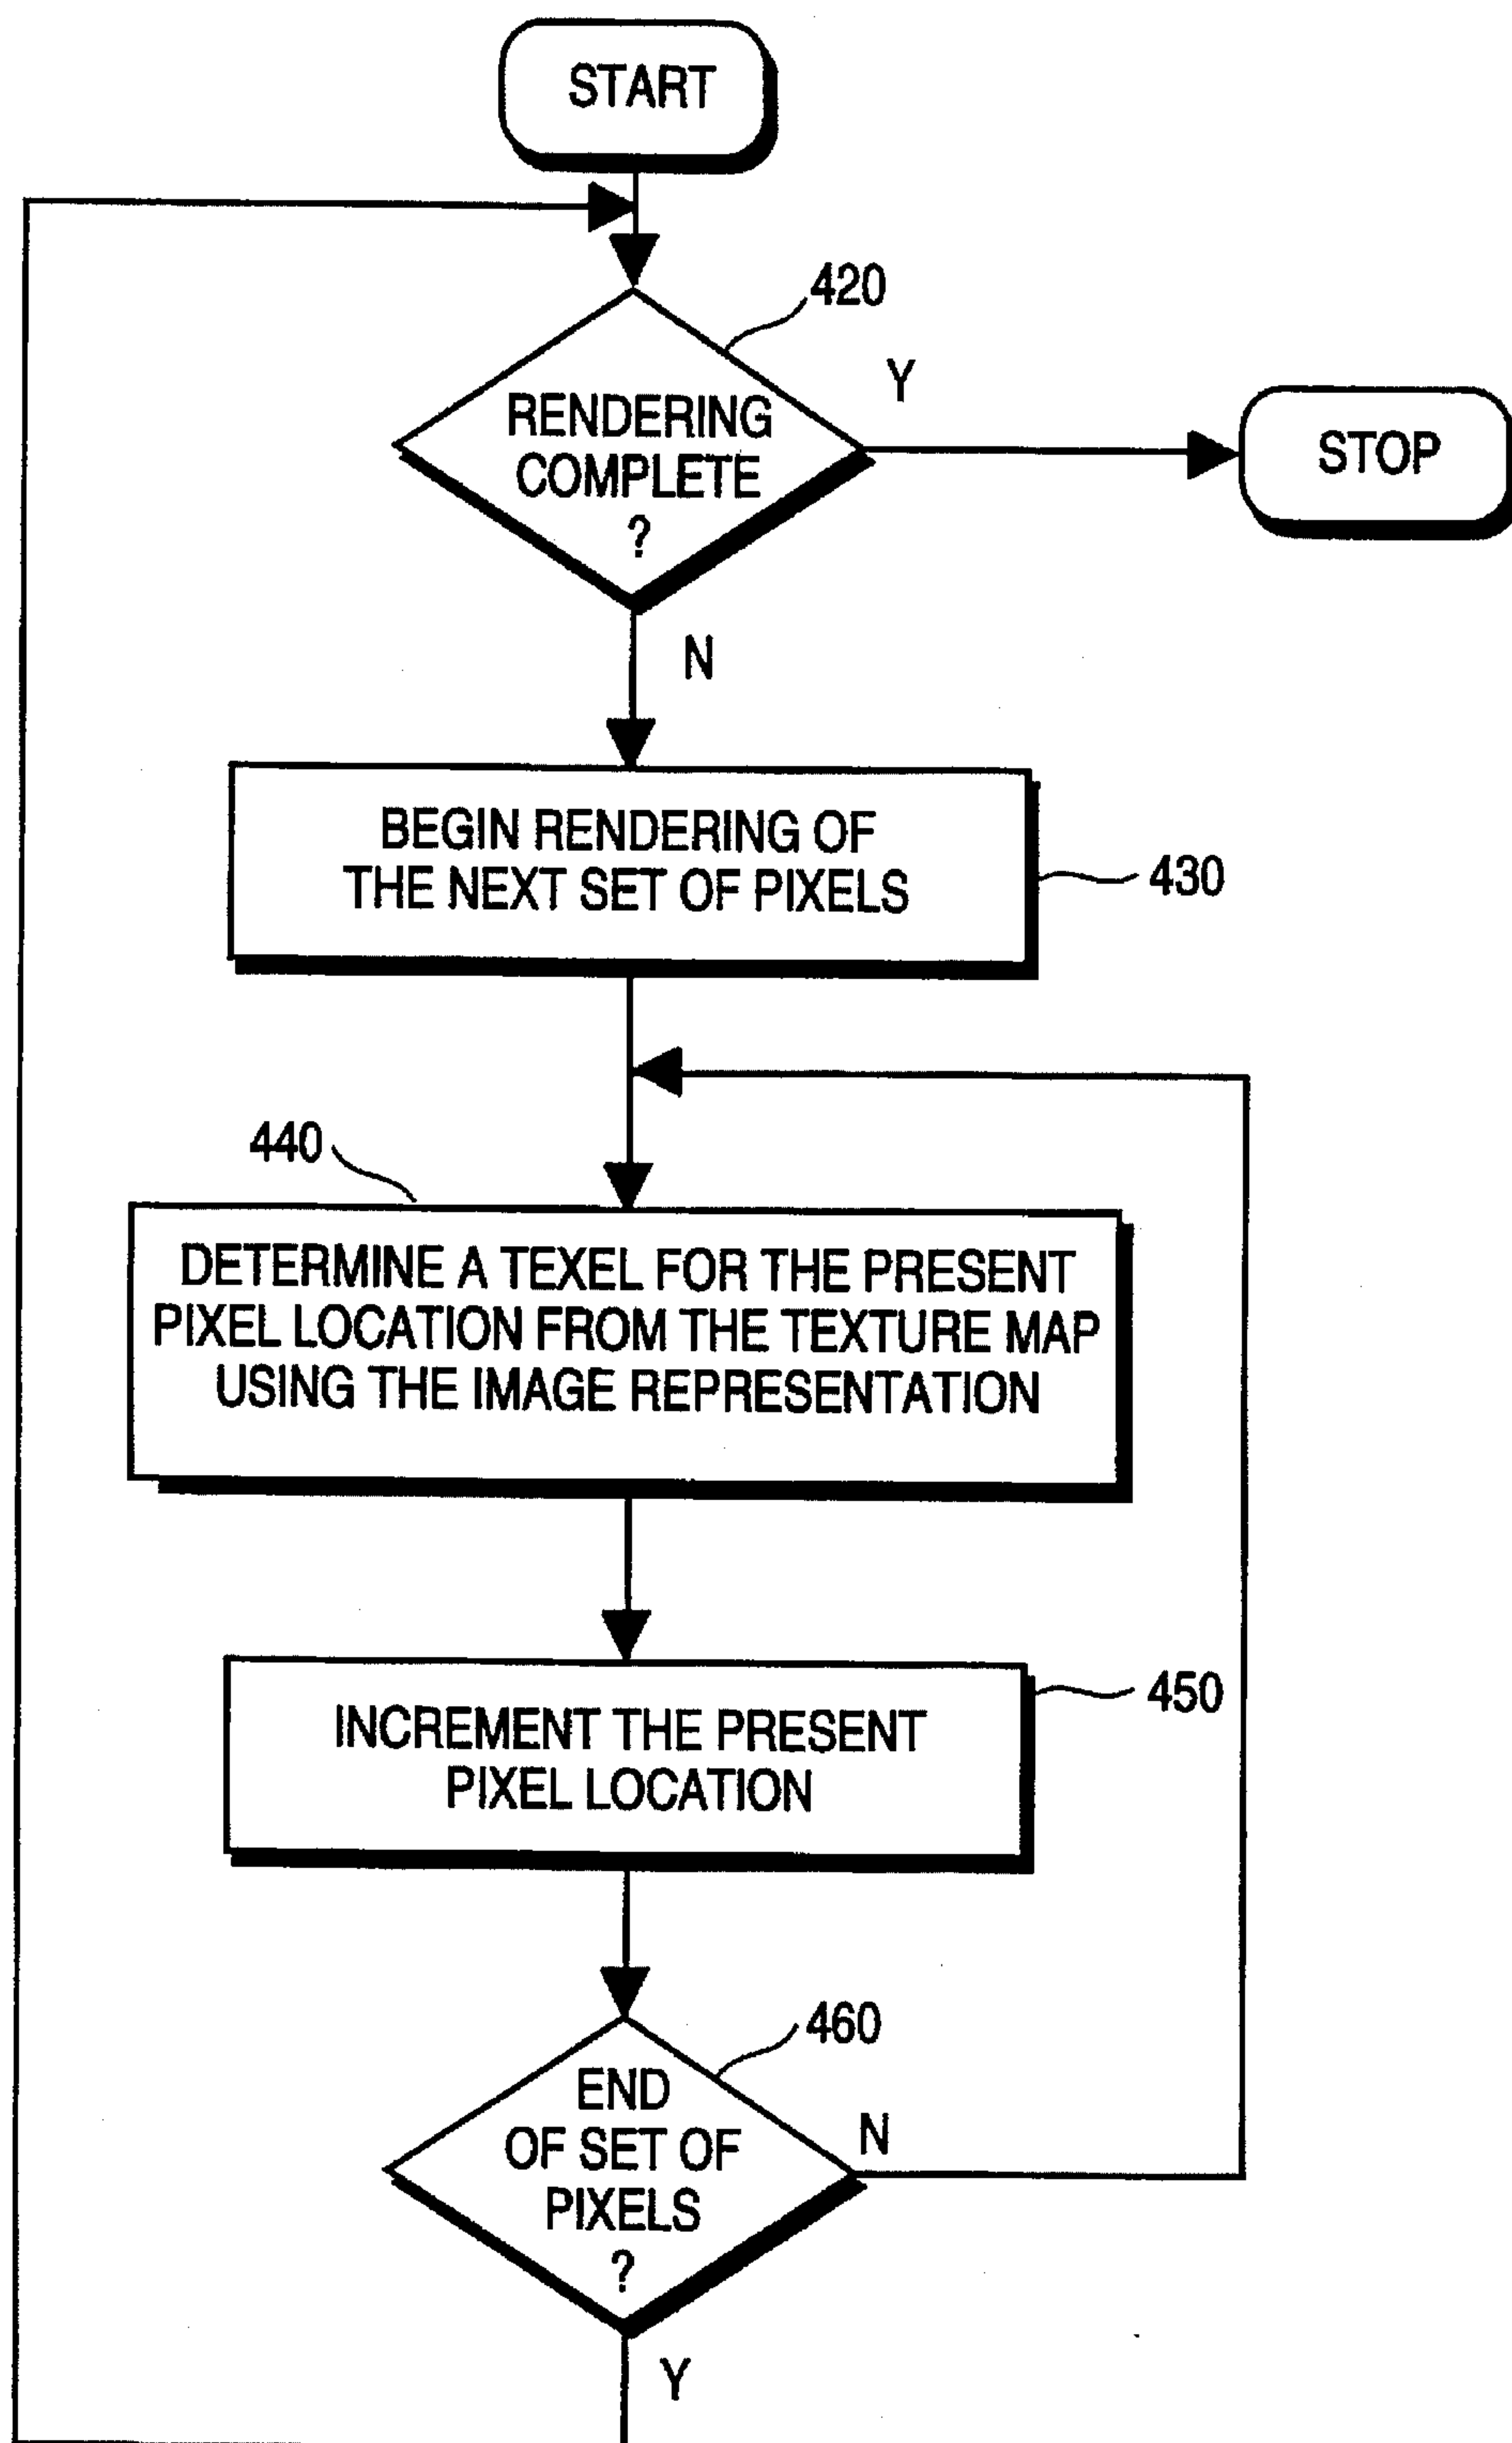 START
420
Y
RENDERING
COMPLETE
?
STOP
N
BEGIN RENDERING OF
THE NEXT SET OF PIXELS
430
440
DETERMINE A TEXEL FOR THE PRESENT
PIXEL LOCATION FROM THE TEXTURE MAP
USING THE IMAGE REPRESENTATION
450
INCREMENT THE PRESENT
PIXEL LOCATION
460
END
OF SET OF
PIXELS
?
N
Y